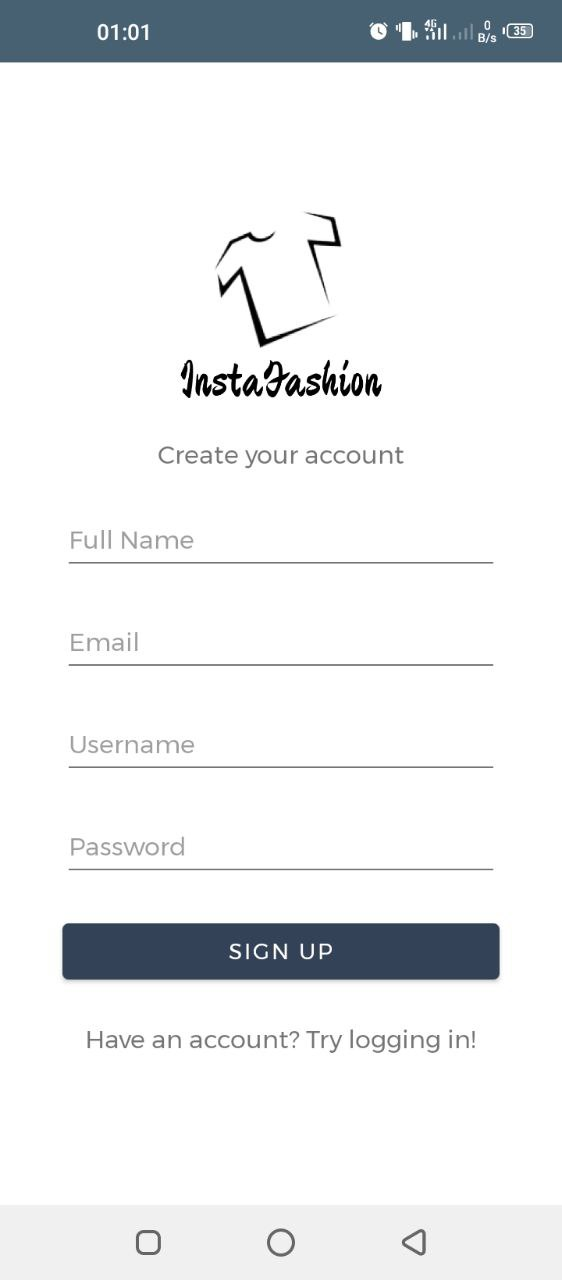 01:01
4G
0
B/s
35
InstaFashion
Create your account
Full Name
Email
Username
Password
SIGN UP
Have an account? Try logging in!